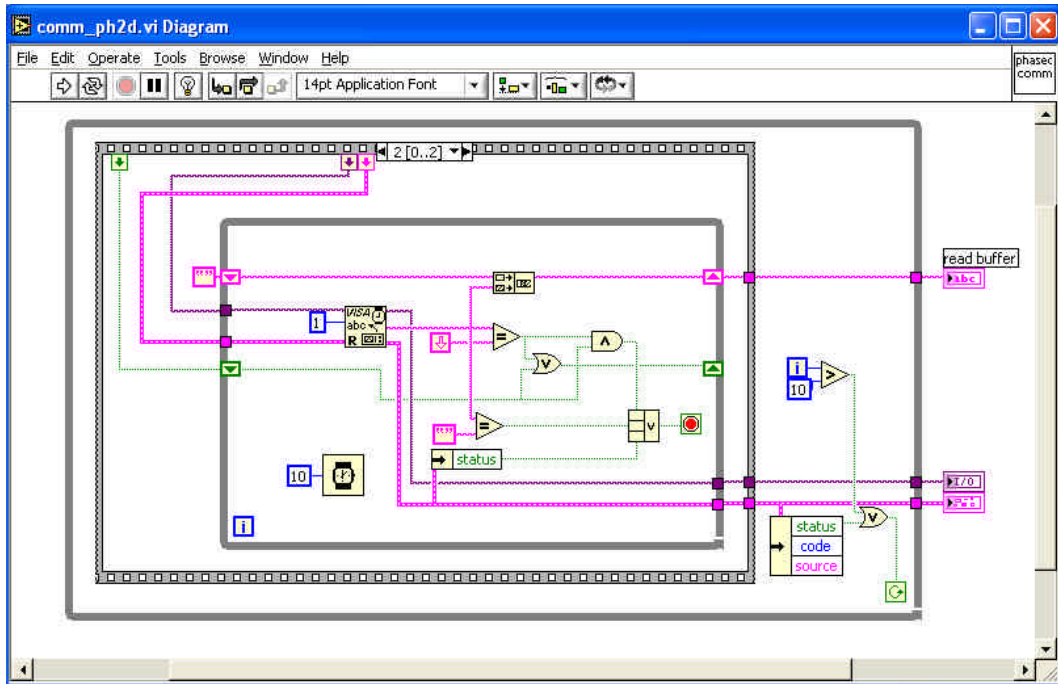 comm_ph2d.vi Diagram
File Edit Operate Tools Browse Window Help
phasec
comm
14pt Application Font
2 [0..2]
read buffer
abc
""
VISA
abc
R
1
=
∧
∨
i
10
>
""
=
∨
status
10
i
I/O
∨
status
code
source